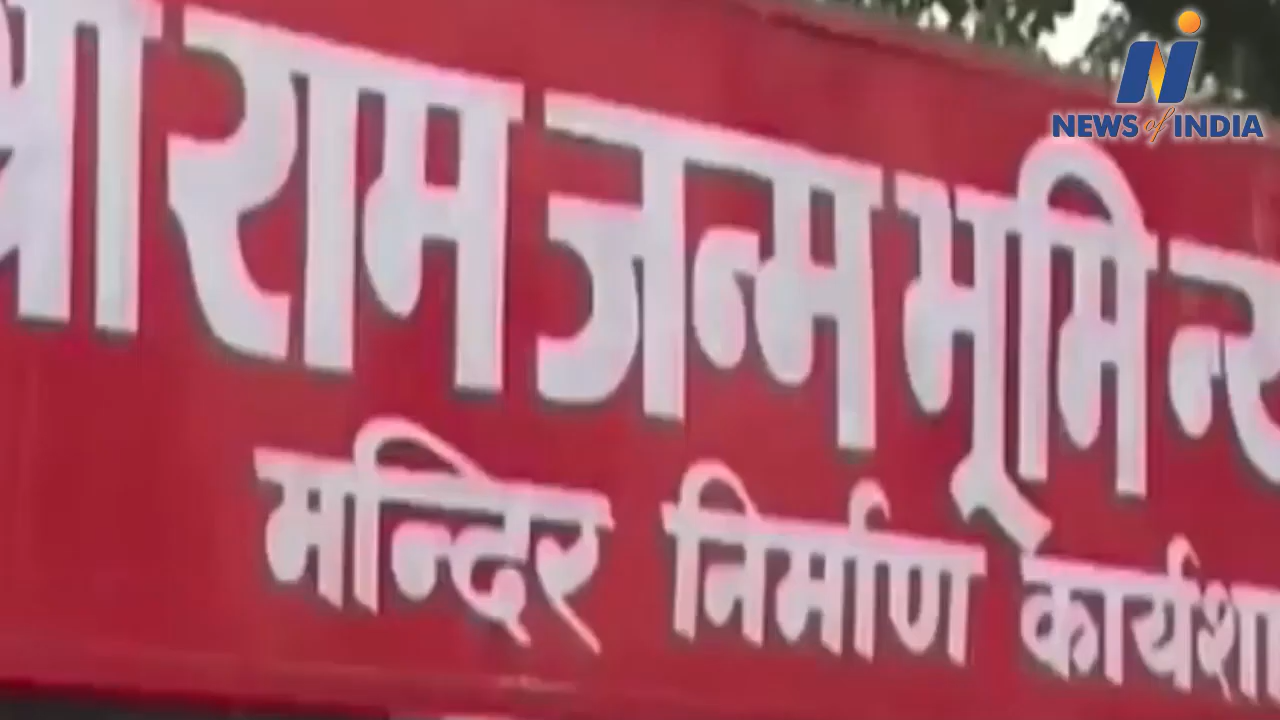 NEWS of INDIA
श्री राम जन्म भूमि
मन्दिर निर्माण